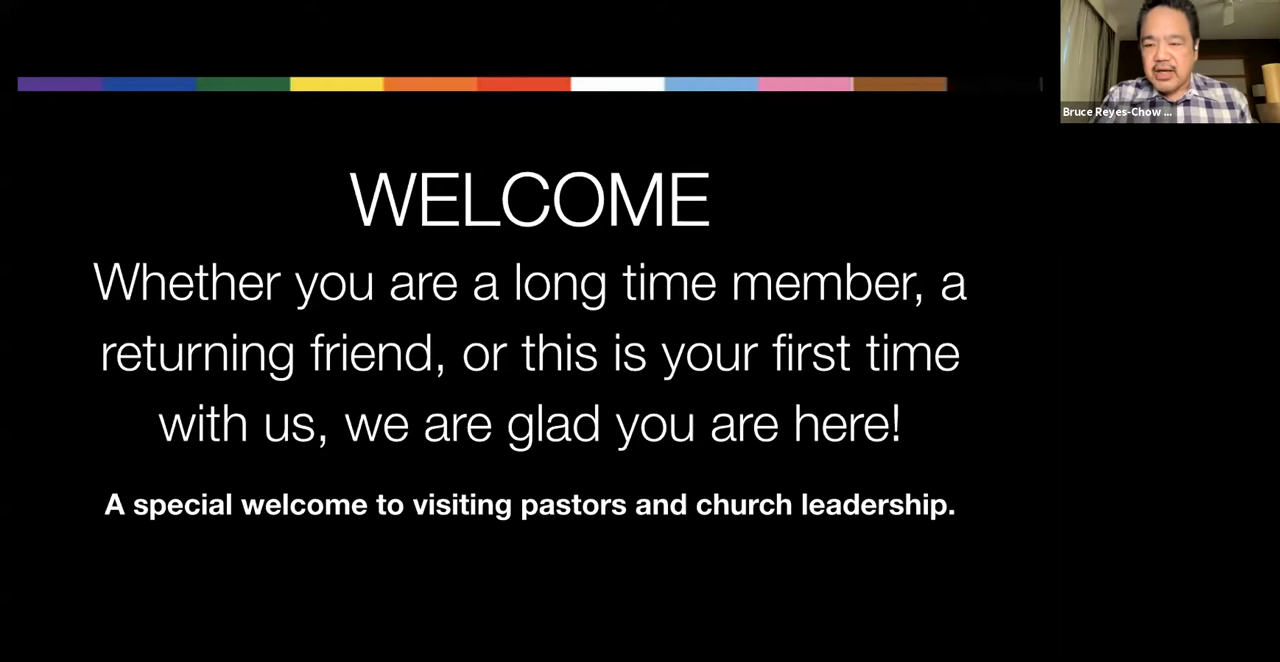 Bruce Reyes-Chow ...
WELCOME
Whether you are a long time member, a
returning friend, or this is your first time
with us, we are glad you are here!
A special welcome to visiting pastors and church leadership.